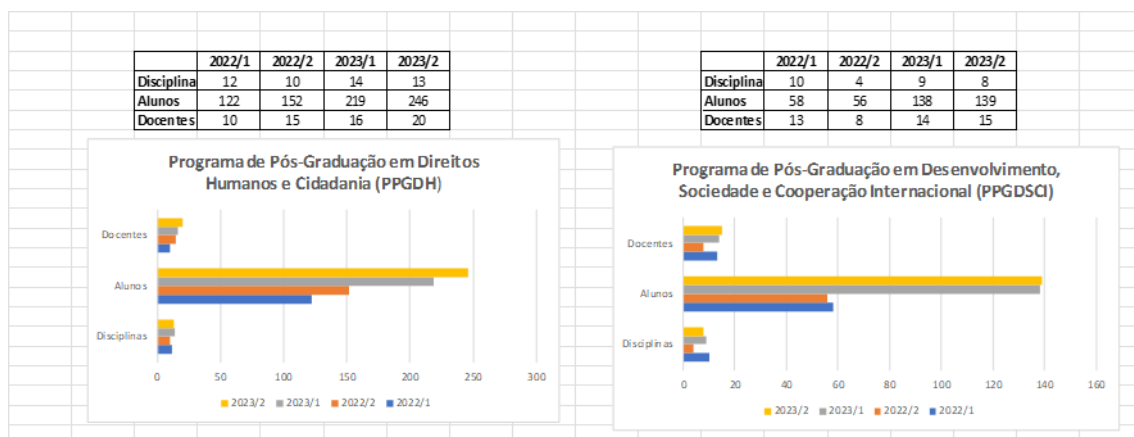 2022/1 2022/2 2023/1 2023/2
Disciplina 12 10 14 13
Alunos 122 152 219 246
Docentes 10 15 16 20
Programa de Pós-Graduação em Direitos
Humanos e Cidadania (PPGDH)
Docentes
Alunos
Disciplinas
0 50 100 150 200 250 300
2023/2 2023/1 2022/2 2022/1
2022/1 2022/2 2023/1 2023/2
Disciplina 10 4 9 8
Alunos 58 56 138 139
Docentes 13 8 14 15
Programa de Pós-Graduação em Desenvolvimento,
Sociedade e Cooperação Internacional (PPGDSCI)
Docentes
Alunos
Disciplinas
0 20 40 60 80 100 120 140 160
2023/2 2023/1 2022/2 2022/1